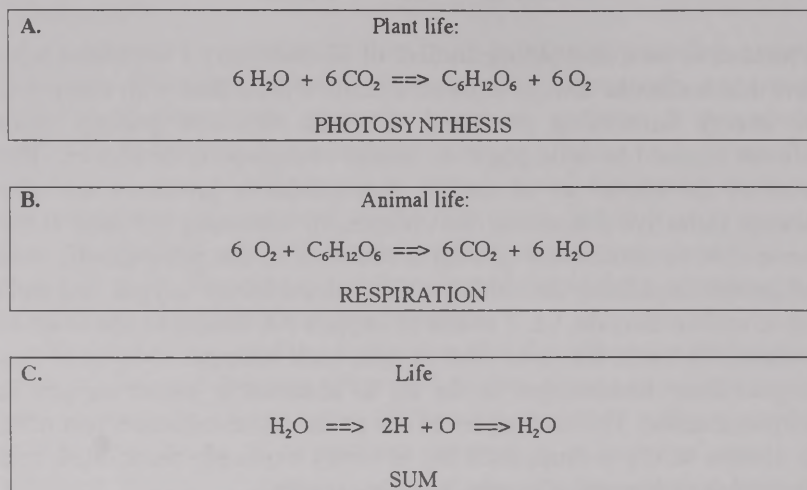 A. Plant life:
6 H₂O + 6 CO₂ ==> C₆H₁₂O₆ + 6 O₂
PHOTOSYNTHESIS
B. Animal life:
6 O₂ + C₆H₁₂O₆ ==> 6 CO₂ + 6 H₂O
RESPIRATION
C. Life
H₂O ==> 2H + O ==> H₂O
SUM